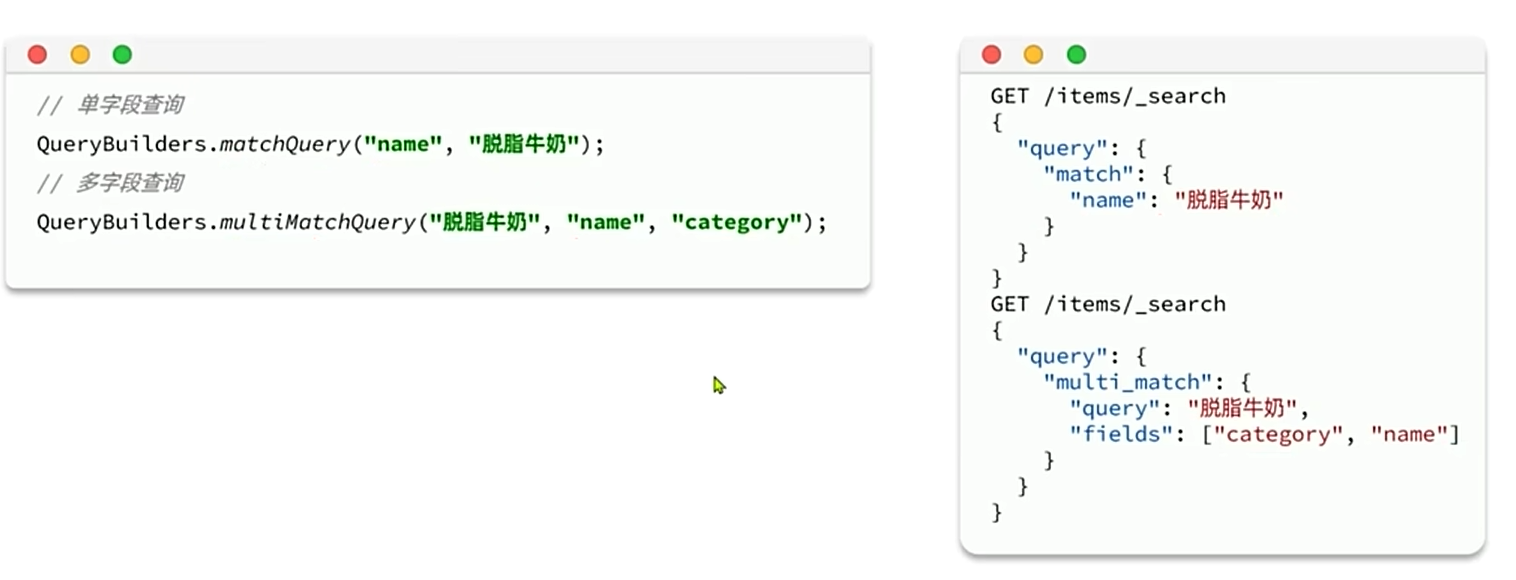 // 单字段查询
QueryBuilders.matchQuery("name", "脱脂牛奶");
// 多字段查询
QueryBuilders.multiMatchQuery("脱脂牛奶", "name", "category");
GET /items/_search
{
  "query": {
    "match": {
      "name": "脱脂牛奶"
    }
  }
}
GET /items/_search
{
  "query": {
    "multi_match": {
      "query": "脱脂牛奶",
      "fields": ["category", "name"]
    }
  }
}